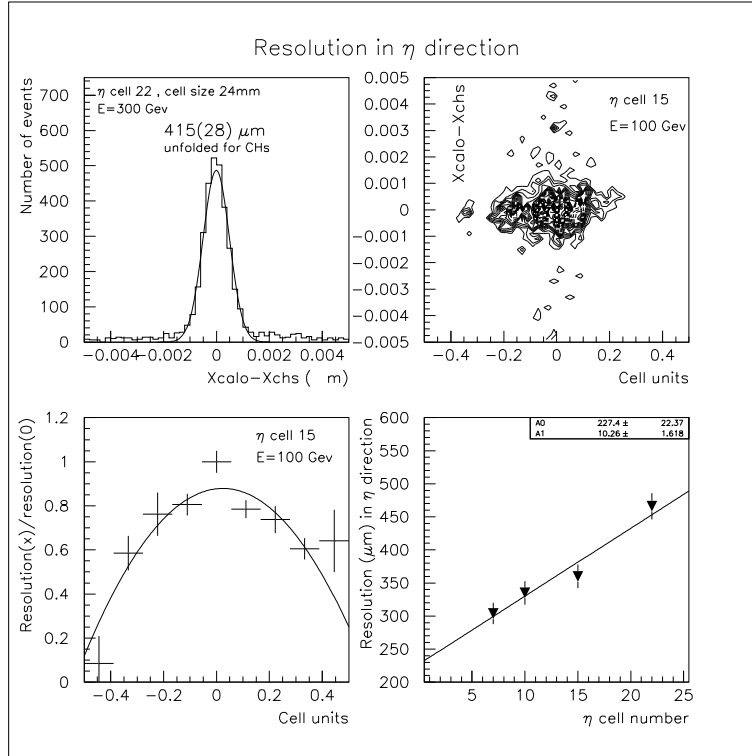 Resolution in η direction
η cell 22 , cell size 24mm
E=300 Gev
415(28) μm
unfolded for CHs
Number of events
700
600
500
400
300
200
100
0
−0.004 −0.002 0 0.002 0.004
Xcalo−Xchs ( m)
Xcalo−Xchs
η cell 15
E=100 Gev
0.005
0.004
0.003
0.002
0.001
0
−0.001
−0.002
−0.003
−0.004
−0.005
−0.4 −0.2 0 0.2 0.4
Cell units
Resolution(x)/resolution(0)
η cell 15
E=100 Gev
1.2
1
0.8
0.6
0.4
0.2
0
−0.4 −0.2 0 0.2 0.4
Cell units
Resolution (μm) in η direction
A0 227.4 ± 22.37
A1 10.26 ± 1.618
600
550
500
450
400
350
300
250
200
5 10 15 20 25
η cell number